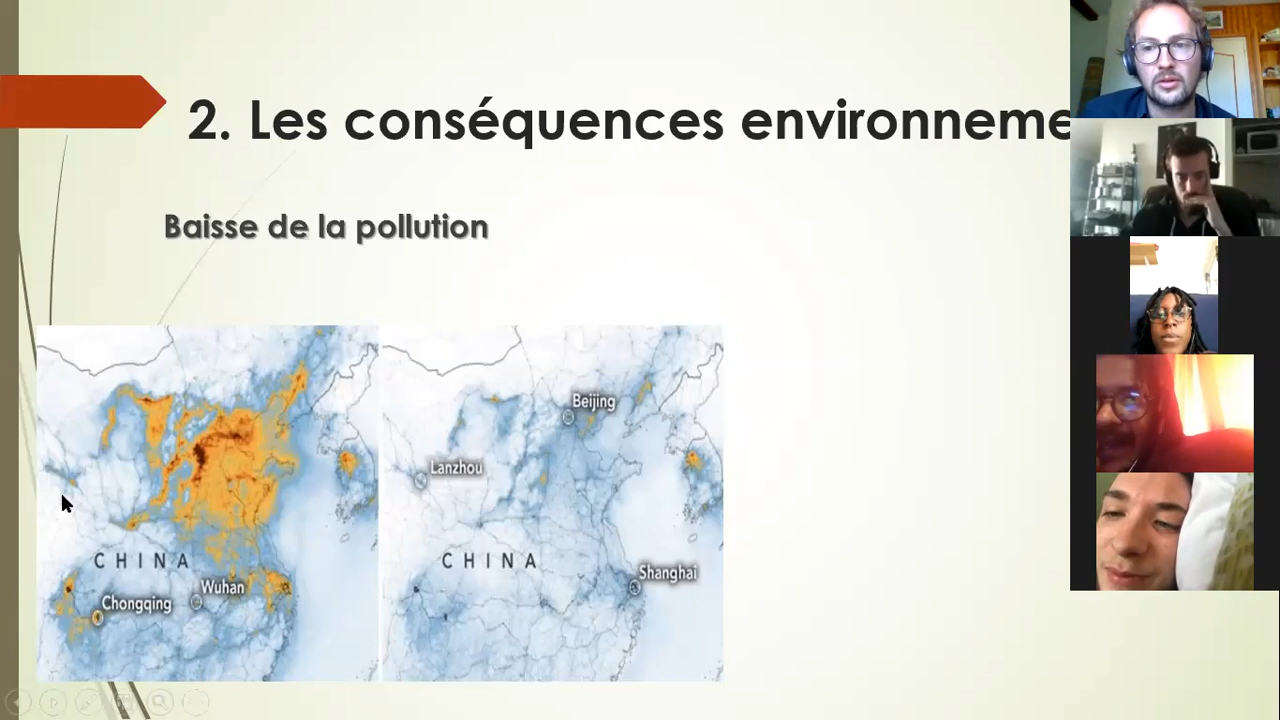 2. Les conséquences environneme
Baisse de la pollution
CHINA
Wuhan
Chongqing
Beijing
Lanzhou
CHINA
Shanghai